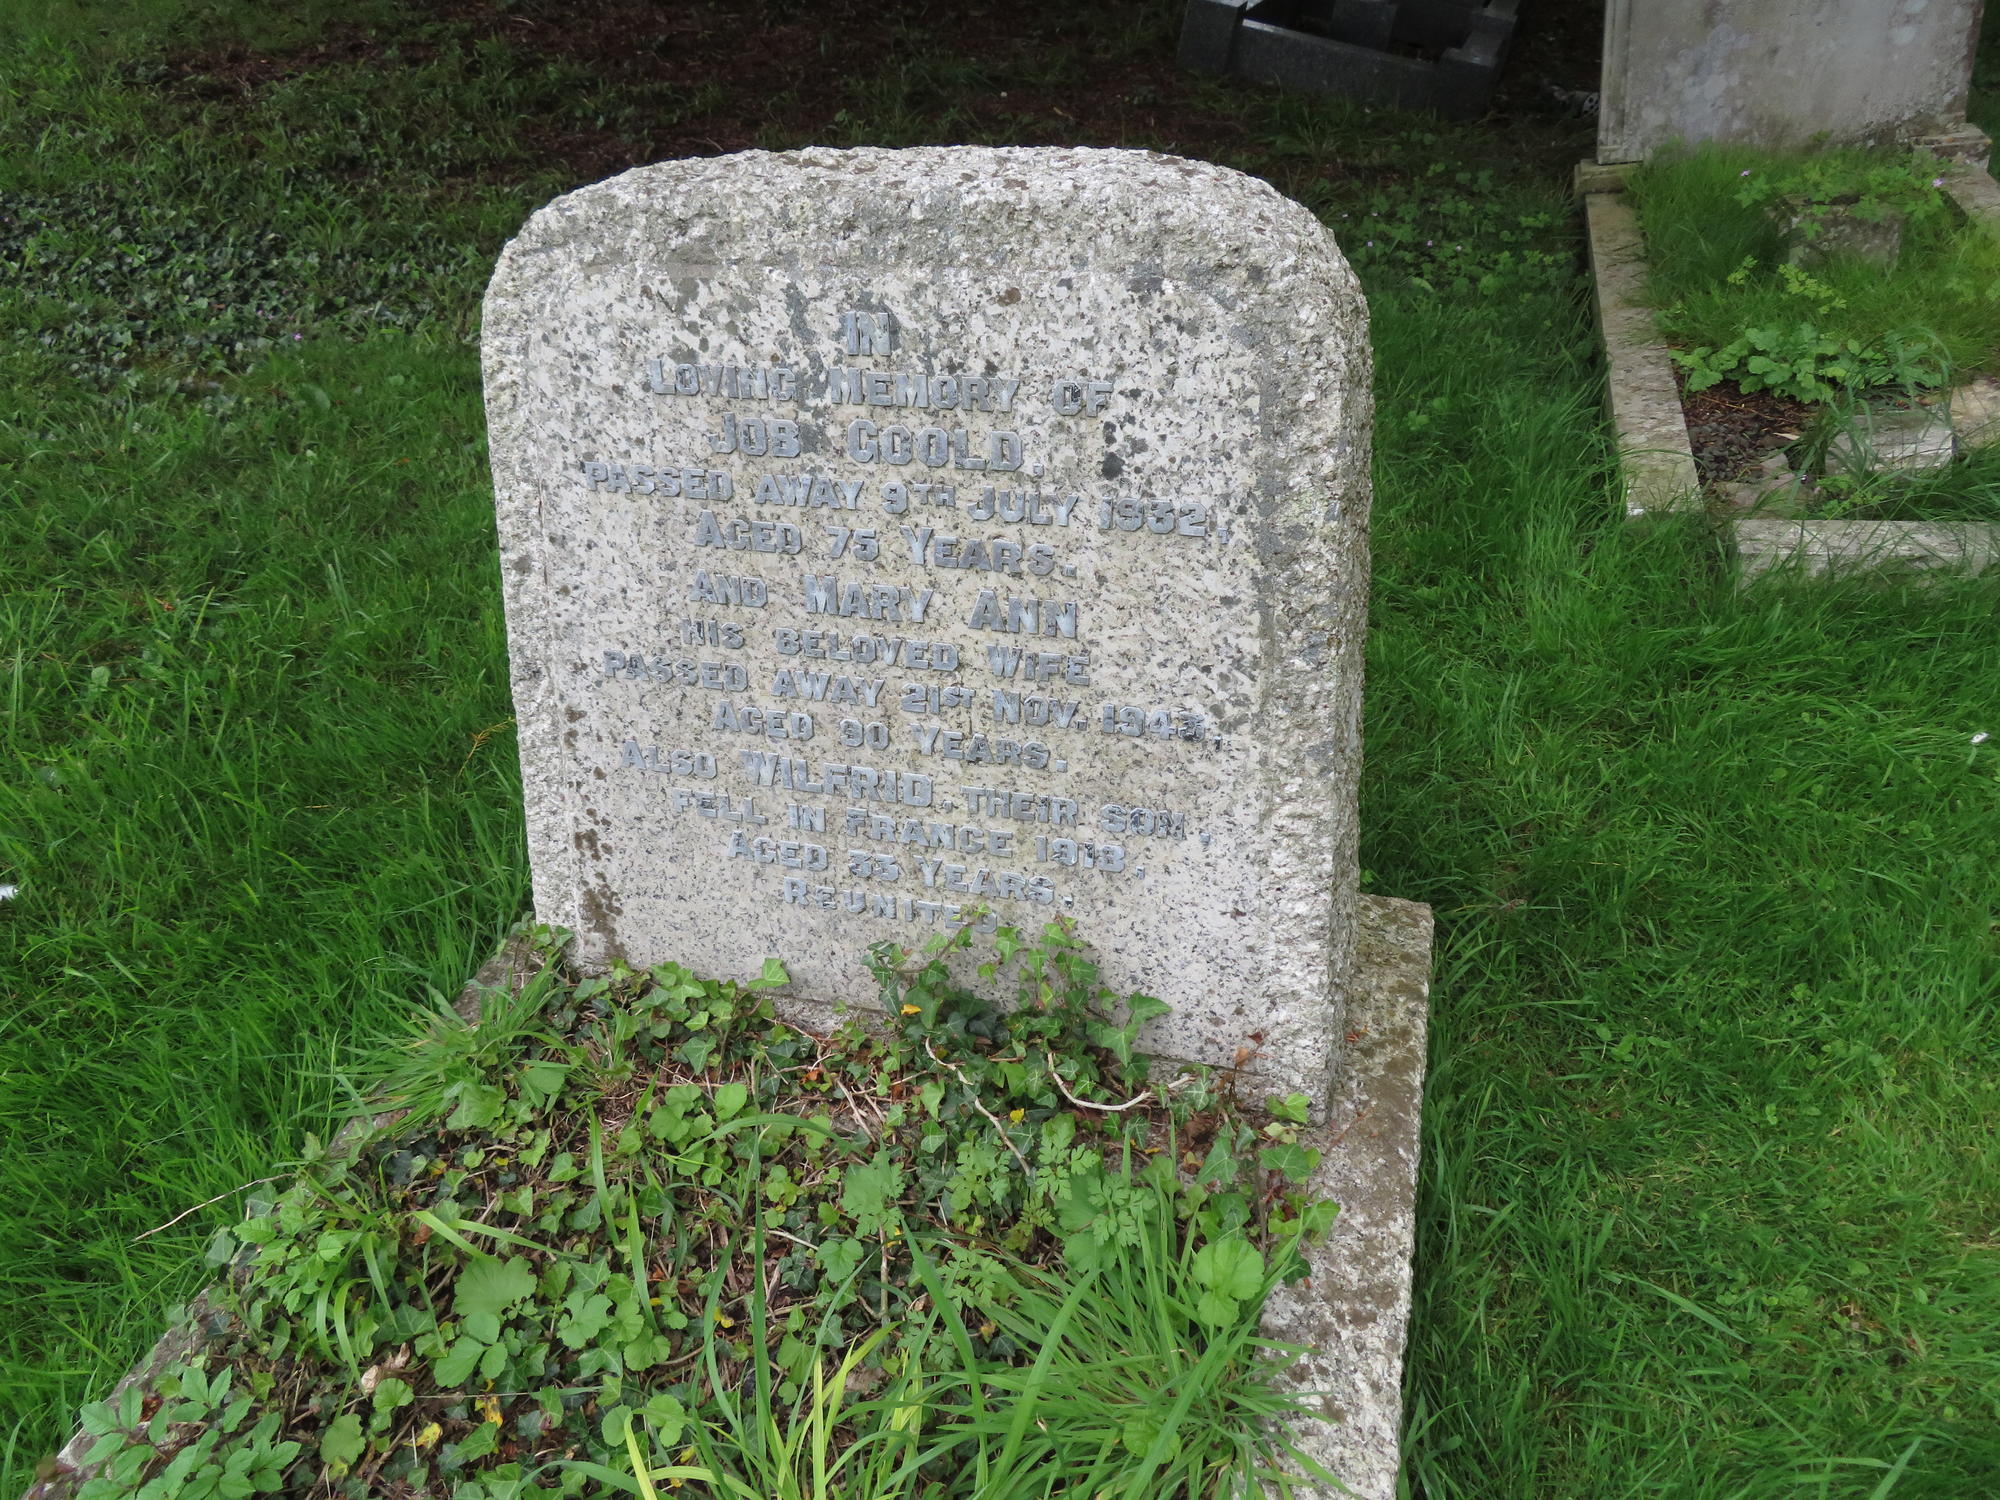 IN
LOVING MEMORY OF
JOB GOOLD,
PASSED AWAY 9TH JULY 1932,
AGED 75 YEARS.
AND MARY ANN
HIS BELOVED WIFE
PASSED AWAY 21ST NOV. 1943,
AGED 90 YEARS.
ALSO WILFRID, THEIR SON,
FELL IN FRANCE 1918,
AGED 33 YEARS.
REUNITED